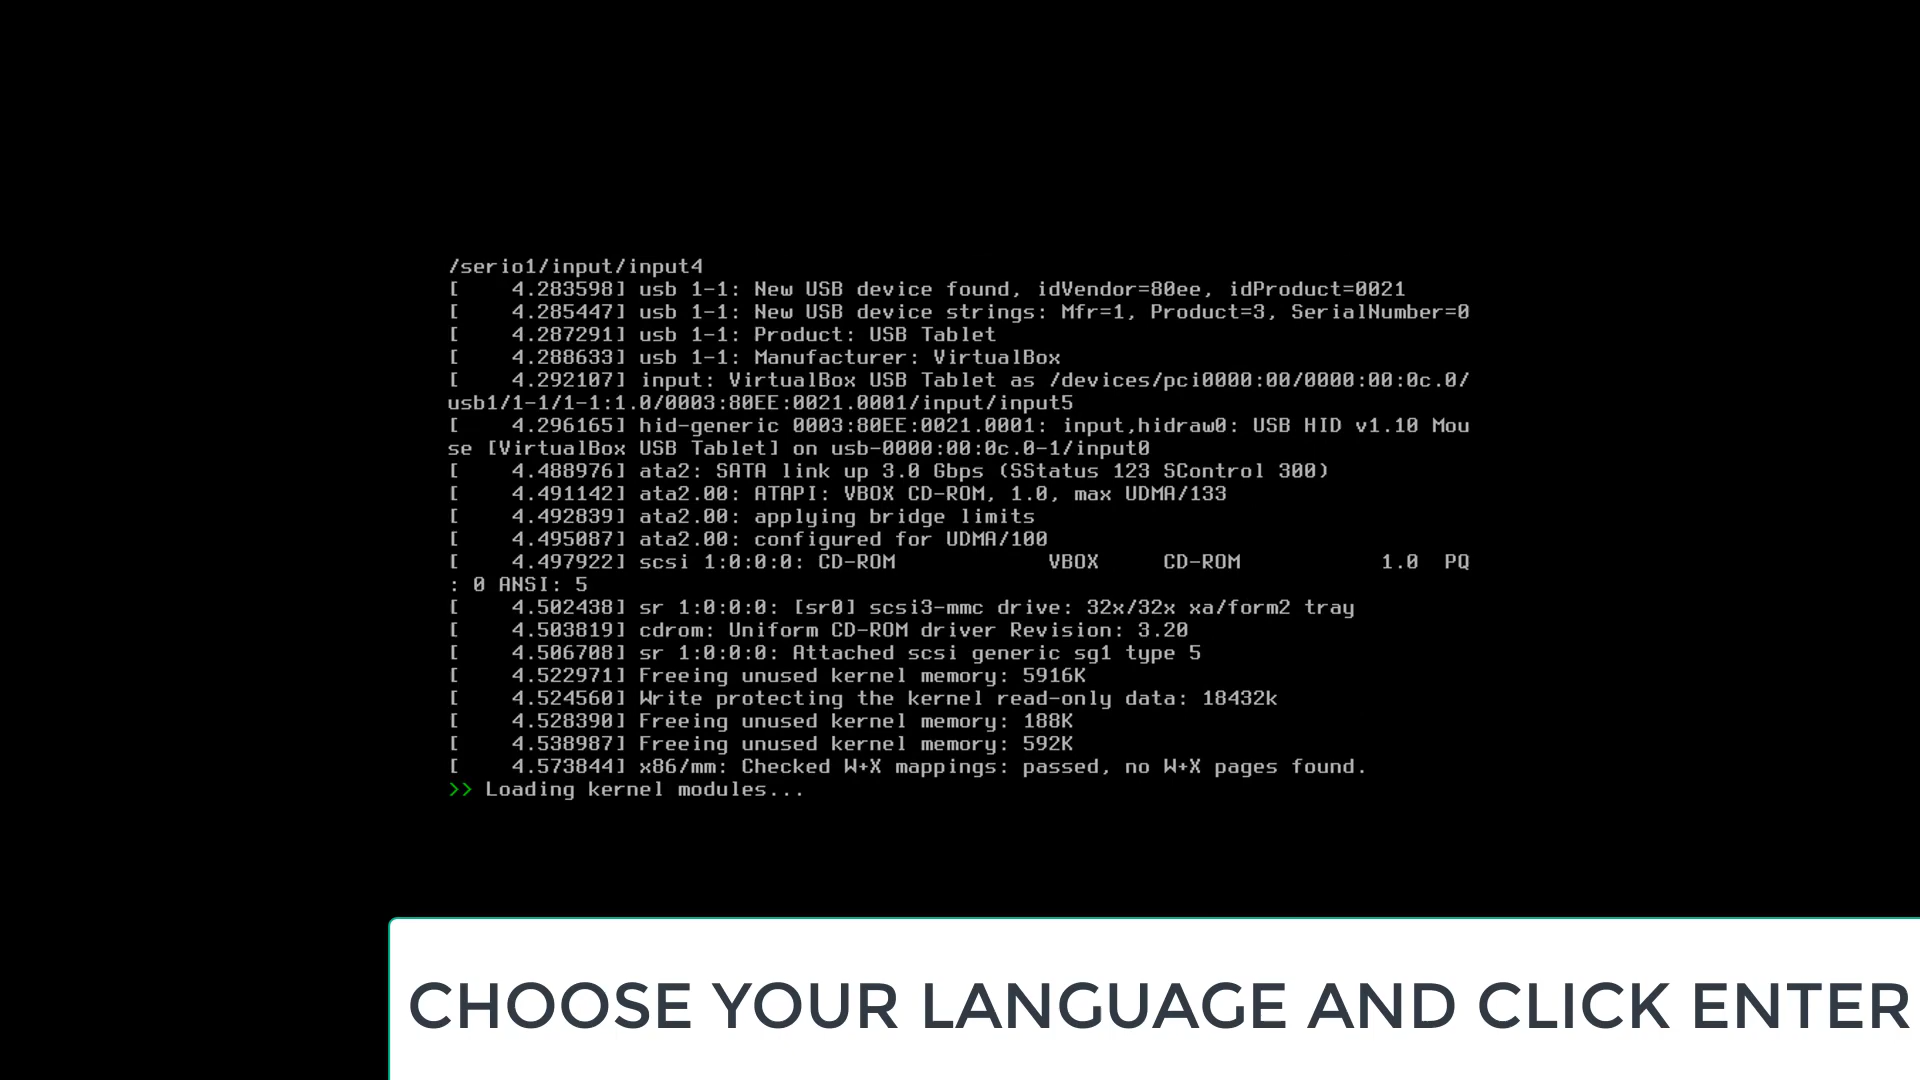 /serio1/input/input4
[    4.283598] usb 1-1: New USB device found, idVendor=80ee, idProduct=0021
[    4.285447] usb 1-1: New USB device strings: Mfr=1, Product=3, SerialNumber=0
[    4.287291] usb 1-1: Product: USB Tablet
[    4.288633] usb 1-1: Manufacturer: VirtualBox
[    4.292107] input: VirtualBox USB Tablet as /devices/pci0000:00/0000:00:0c.0/
usb1/1-1/1-1:1.0/0003:80EE:0021.0001/input/input5
[    4.296165] hid-generic 0003:80EE:0021.0001: input,hidraw0: USB HID v1.10 Mou
se [VirtualBox USB Tablet] on usb-0000:00:0c.0-1/input0
[    4.488976] ata2: SATA link up 3.0 Gbps (SStatus 123 SControl 300)
[    4.491142] ata2.00: ATAPI: VBOX CD-ROM, 1.0, max UDMA/133
[    4.492839] ata2.00: applying bridge limits
[    4.495087] ata2.00: configured for UDMA/100
[    4.497922] scsi 1:0:0:0: CD-ROM            VBOX     CD-ROM           1.0  PQ
: 0 ANSI: 5
[    4.502438] sr 1:0:0:0: [sr0] scsi3-mmc drive: 32x/32x xa/form2 tray
[    4.503819] cdrom: Uniform CD-ROM driver Revision: 3.20
[    4.506708] sr 1:0:0:0: Attached scsi generic sg1 type 5
[    4.522971] Freeing unused kernel memory: 5916K
[    4.524560] Write protecting the kernel read-only data: 18432k
[    4.528390] Freeing unused kernel memory: 188K
[    4.538987] Freeing unused kernel memory: 592K
[    4.573844] x86/mm: Checked W+X mappings: passed, no W+X pages found.
>> Loading kernel modules...
CHOOSE YOUR LANGUAGE AND CLICK ENTER